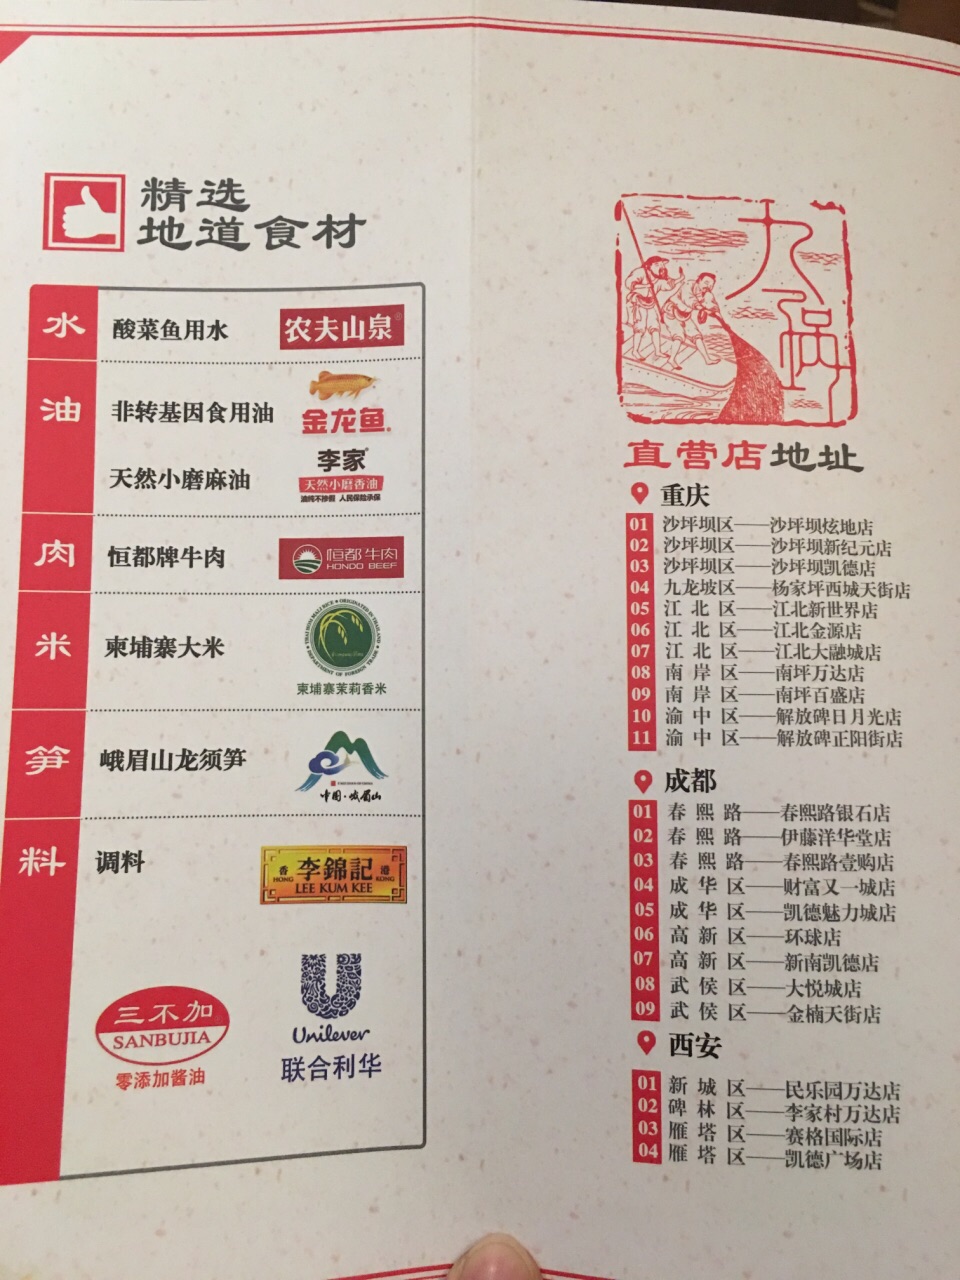 精选
地道食材
水
酸菜鱼用水
农夫山泉®
油
非转基因食用油
金龙鱼®
天然小磨麻油
李家
天然小磨香油
油纯不掺假 人民保险承保
肉
恒都牌牛肉
恒都牛肉
HONDO BEEF
米
柬埔寨大米
柬埔寨茉莉香米
笋
峨眉山龙须笋
中国·峨眉山
料
调料
香 李錦記 港
HONG LEE KUM KEE KONG
三不加
SANBUJIA
零添加酱油
Unilever
联合利华
九锅
直营店地址
重庆
01 沙坪坝区——沙坪坝炫地店
02 沙坪坝区——沙坪坝新纪元店
03 沙坪坝区——沙坪坝凯德店
04 九龙坡区——杨家坪西城天街店
05 江北区——江北新世界店
06 江北区——江北金源店
07 江北区——江北大融城店
08 南岸区——南坪万达店
09 南岸区——南坪百盛店
10 渝中区——解放碑日月光店
11 渝中区——解放碑正阳街店
成都
01 春熙路——春熙路银石店
02 春熙路——伊藤洋华堂店
03 春熙路——春熙路壹购店
04 成华区——财富又一城店
05 成华区——凯德魅力城店
06 高新区——环球店
07 高新区——新南凯德店
08 武侯区——大悦城店
09 武侯区——金楠天街店
西安
01 新城区——民乐园万达店
02 碑林区——李家村万达店
03 雁塔区——赛格国际店
04 雁塔区——凯德广场店